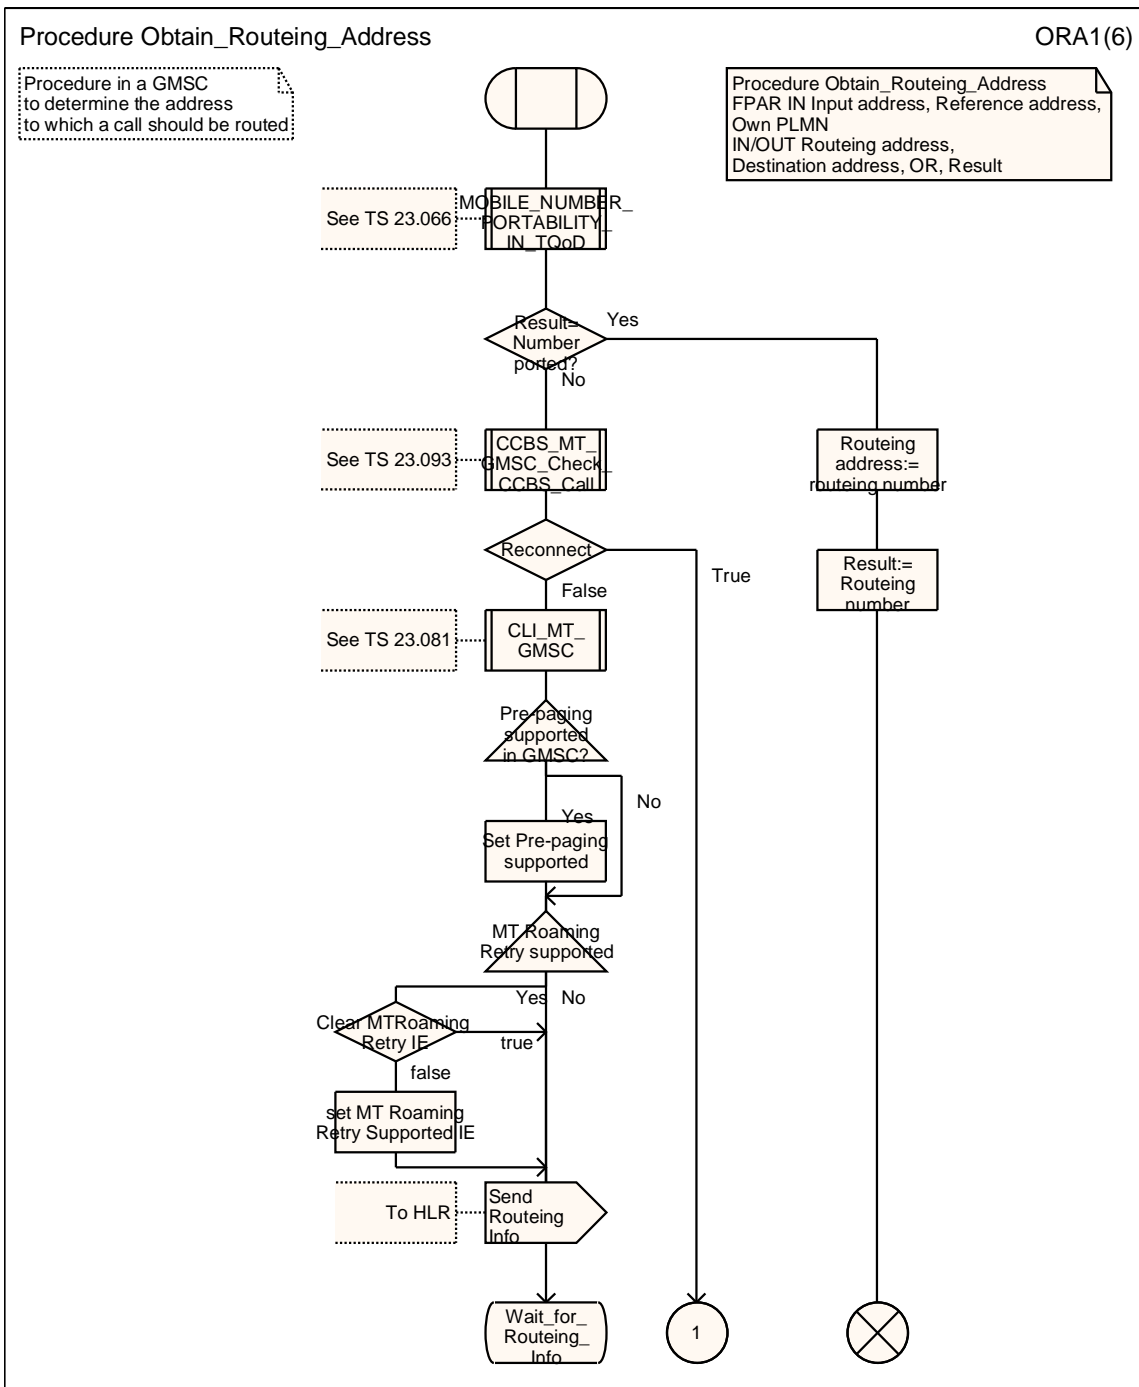 Procedure Obtain_Routeing_Address
ORA1(6)
Procedure in a GMSC
to determine the address
to which a call should be routed
Procedure Obtain_Routeing_Address
FPAR IN Input address, Reference address,
Own PLMN
IN/OUT Routeing address,
Destination address, OR, Result
See TS 23.066
MOBILE_NUMBER_
PORTABILITY_
IN_TQoD
Result=
Number
ported?
Yes
No
See TS 23.093
CCBS_MT_
GMSC_Check_
CCBS_Call
Routeing
address:=
routeing number
Reconnect
True
False
Result:=
Routeing
number
See TS 23.081
CLI_MT_
GMSC
Pre-paging
supported
in GMSC?
No
Yes
Set Pre-paging
supported
MT Roaming
Retry supported
Yes
No
Clear MTRoaming
Retry IE
true
false
set MT Roaming
Retry Supported IE
To HLR
Send
Routeing
Info
Wait_for_
Routeing_
Info
1